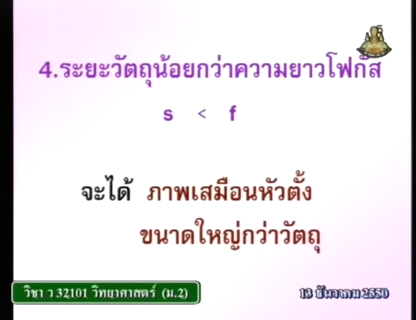 4.ระยะวัตถุน้อยกว่าความยาวโฟกัส
s < f
จะได้ ภาพเสมือนหัวตั้ง
ขนาดใหญ่กว่าวัตถุ
วิชา ว 32101 วิทยาศาสตร์ (ม.2)
13 ธันวาคม 2550